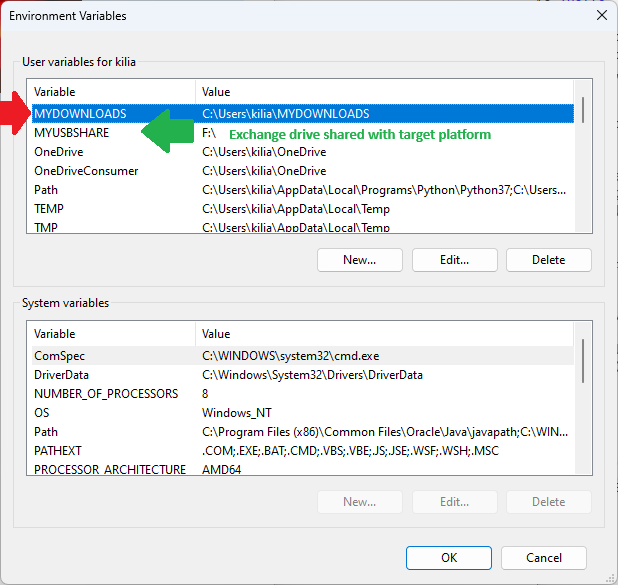 Environment Variables
User variables for kilia
Variable Value
MYDOWNLOADS C:\Users\kilia\MYDOWNLOADS
MYUSBSHARE F:\ Exchange drive shared with target platform
OneDrive C:\Users\kilia\OneDrive
OneDriveConsumer C:\Users\kilia\OneDrive
Path C:\Users\kilia\AppData\Local\Programs\Python\Python37;C:\Users...
TEMP C:\Users\kilia\AppData\Local\Temp
TMP C:\Users\kilia\AppData\Local\Temp
New... Edit... Delete
System variables
Variable Value
ComSpec C:\WINDOWS\system32\cmd.exe
DriverData C:\Windows\System32\Drivers\DriverData
NUMBER_OF_PROCESSORS 8
OS Windows_NT
Path C:\Program Files (x86)\Common Files\Oracle\Java\javapath;C:\WIN...
PATHEXT .COM;.EXE;.BAT;.CMD;.VBS;.VBE;.JS;.JSE;.WSF;.WSH;.MSC
PROCESSOR_ARCHITECTURE AMD64
New... Edit... Delete
OK Cancel